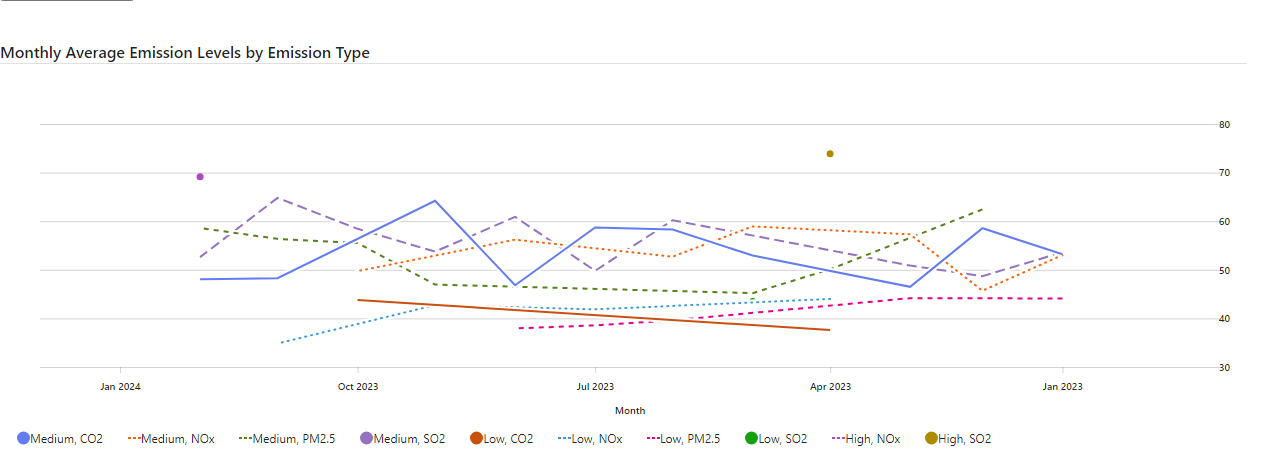 Monthly Average Emission Levels by Emission Type
80
70
60
50
40
30
Jan 2024 Oct 2023 Jul 2023 Apr 2023 Jan 2023
Month
Medium, CO2 Medium, NOx Medium, PM2.5 Medium, SO2 Low, CO2 Low, NOx Low, PM2.5 Low, SO2 High, NOx High, SO2